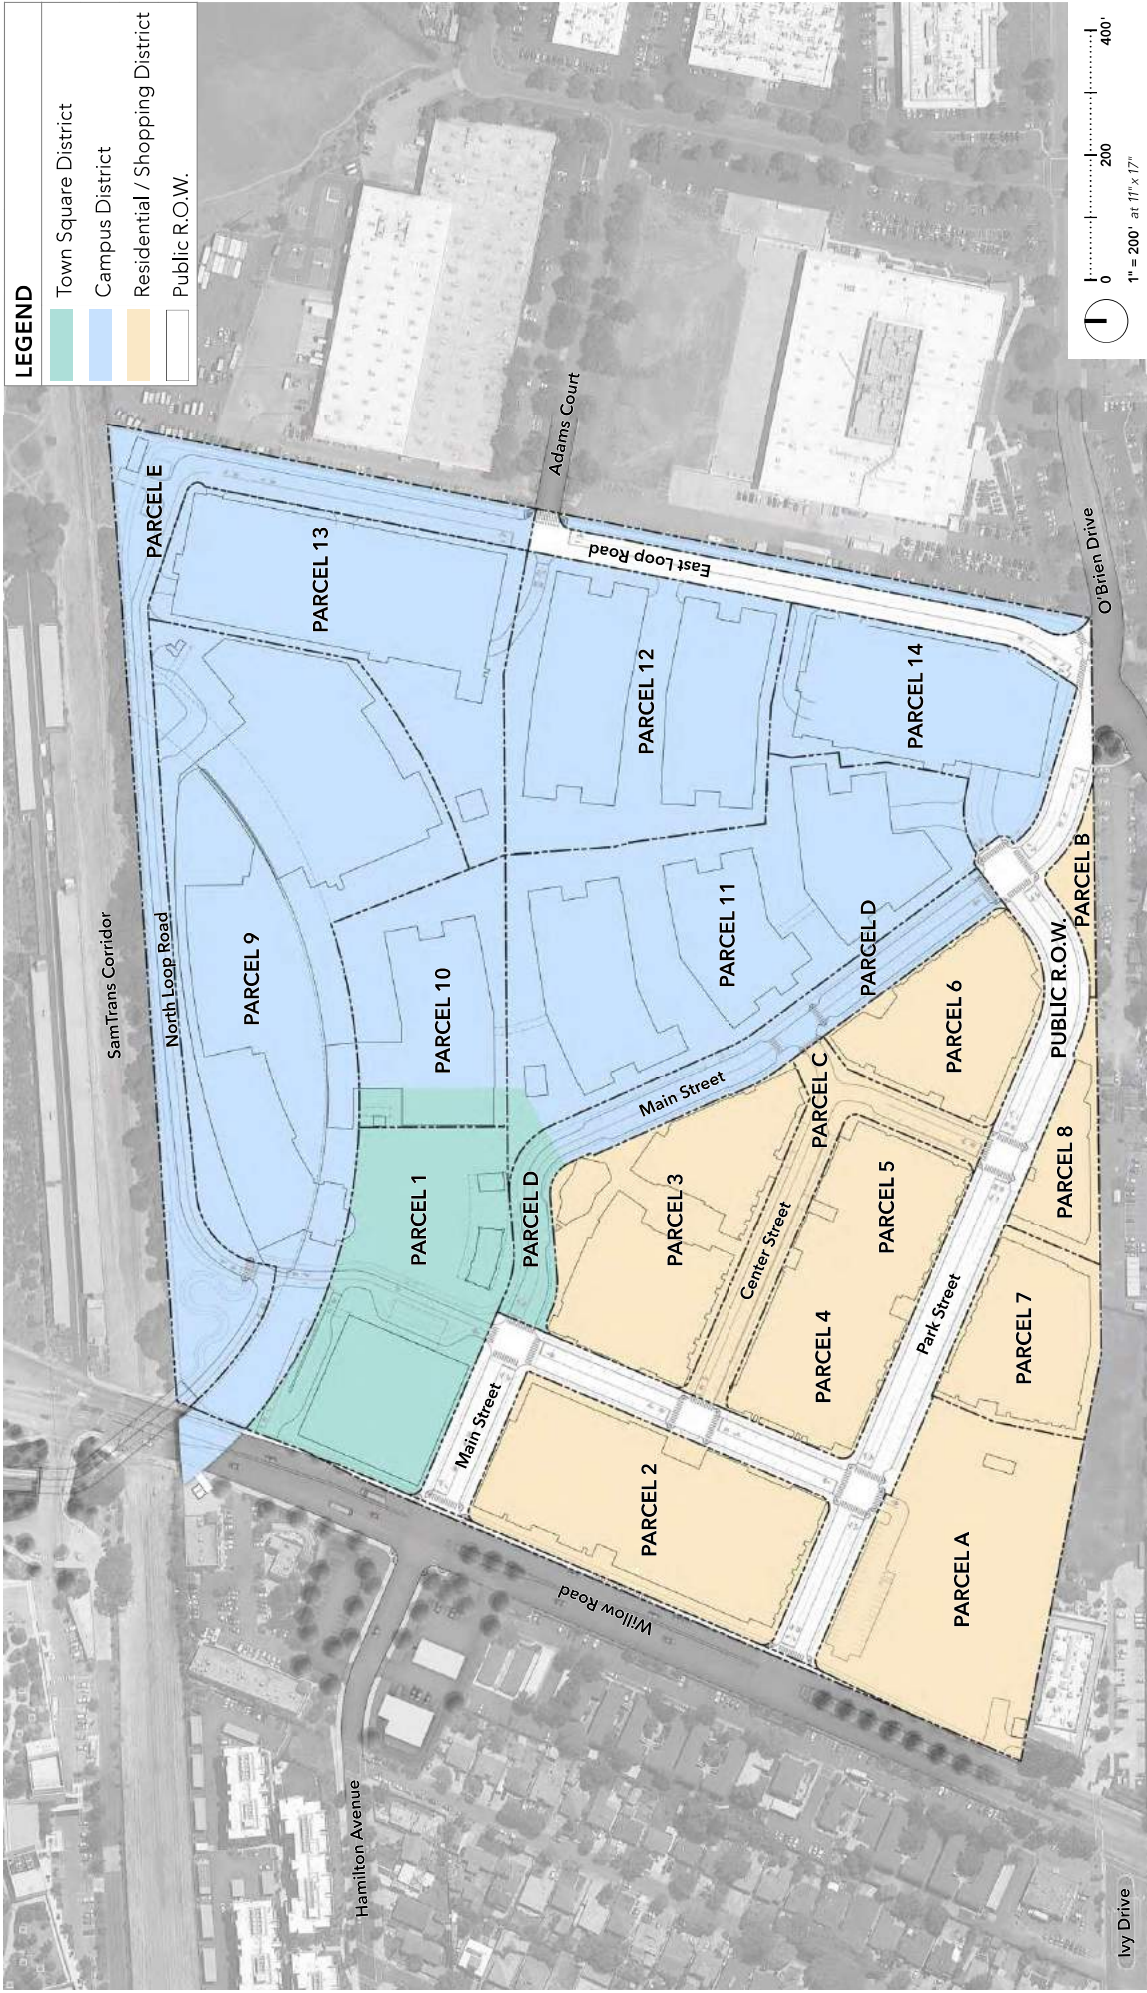 LEGEND
Town Square District
Campus District
Residential / Shopping District
Public R.O.W.
SamTrans Corridor
North Loop Road
PARCEL E
PARCEL 13
PARCEL 9
PARCEL 10
PARCEL 1
PARCEL D
Adams Court
East Loop Road
PARCEL 12
PARCEL 14
PARCEL 11
PARCEL D
Main Street
Main Street
PARCEL C
PARCEL 6
PARCEL 3
Center Street
PARCEL 5
PARCEL 4
PARCEL 2
Park Street
PUBLIC R.O.W.
PARCEL B
PARCEL 8
PARCEL 7
PARCEL A
Willow Road
Hamilton Avenue
Ivy Drive
O'Brien Drive
0 200 400'
1" = 200' at 11" x 17"